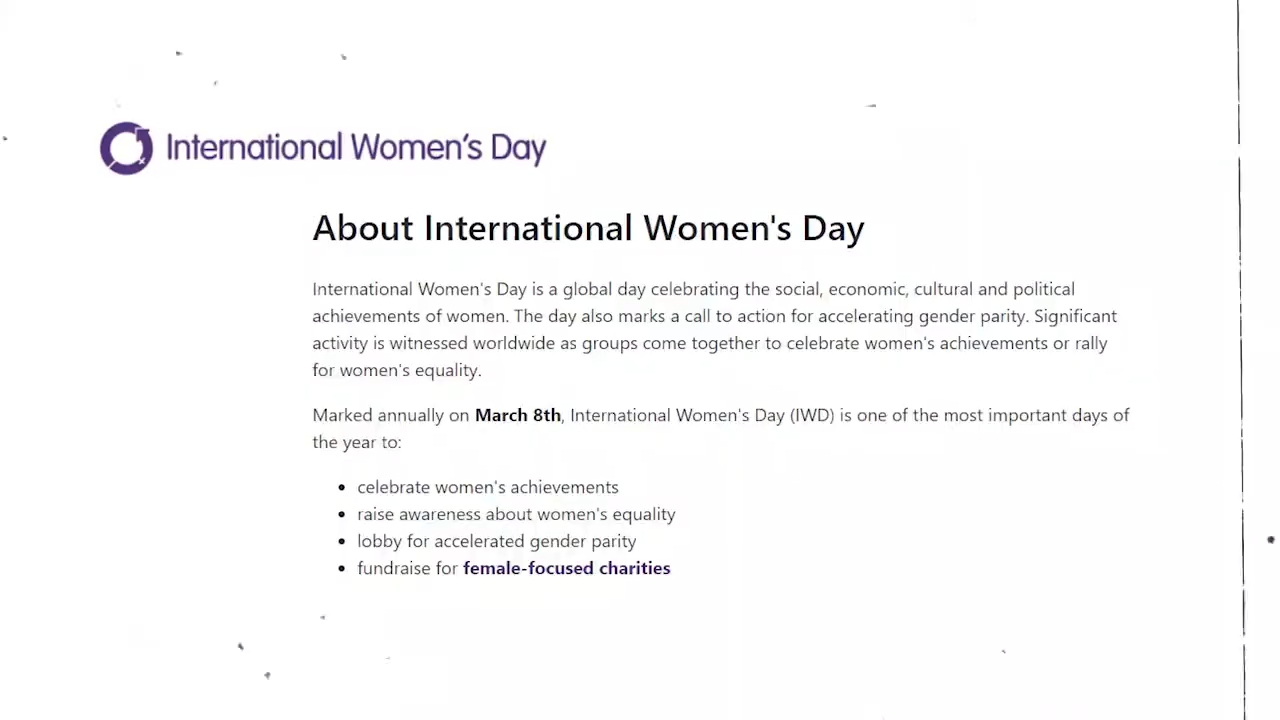 International Women's Day
About International Women's Day
International Women's Day is a global day celebrating the social, economic, cultural and political
achievements of women. The day also marks a call to action for accelerating gender parity. Significant
activity is witnessed worldwide as groups come together to celebrate women's achievements or rally
for women's equality.
Marked annually on March 8th, International Women's Day (IWD) is one of the most important days of
the year to:
• celebrate women's achievements
• raise awareness about women's equality
• lobby for accelerated gender parity
• fundraise for female-focused charities